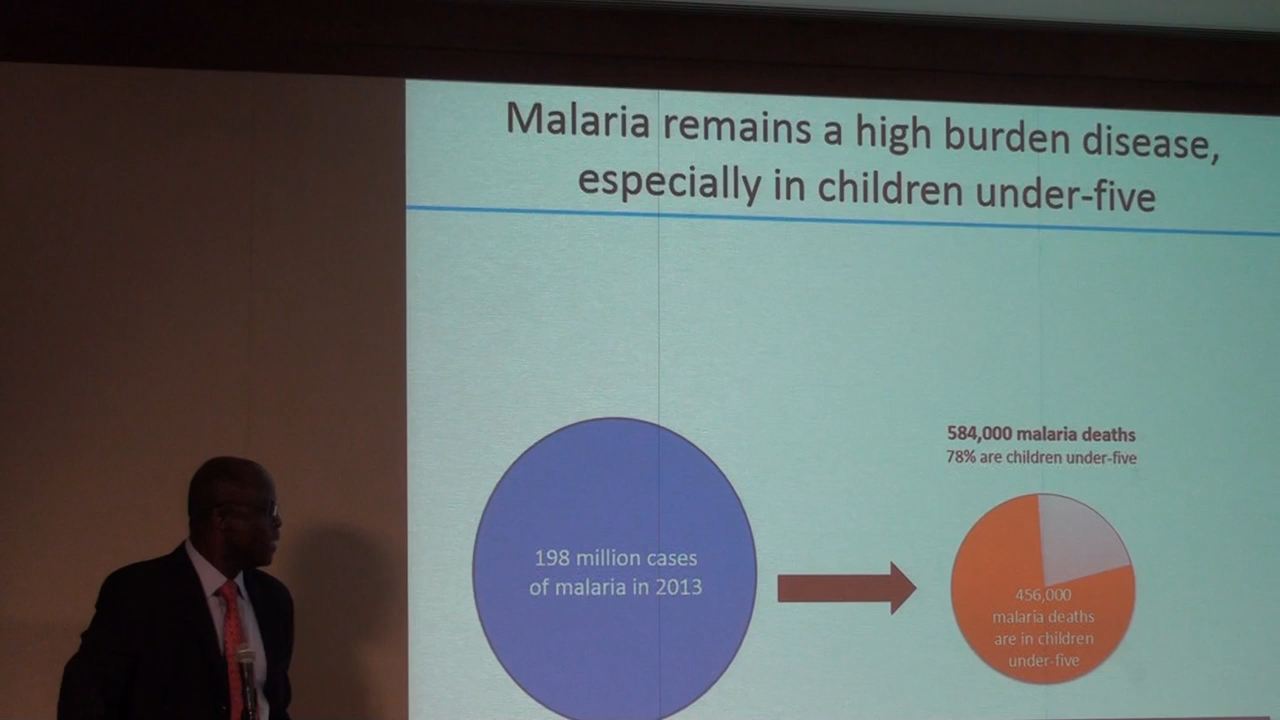 Malaria remains a high burden disease,
especially in children under-five
198 million cases
of malaria in 2013
584,000 malaria deaths
78% are children under-five
456,000
malaria deaths
are in children
under-five